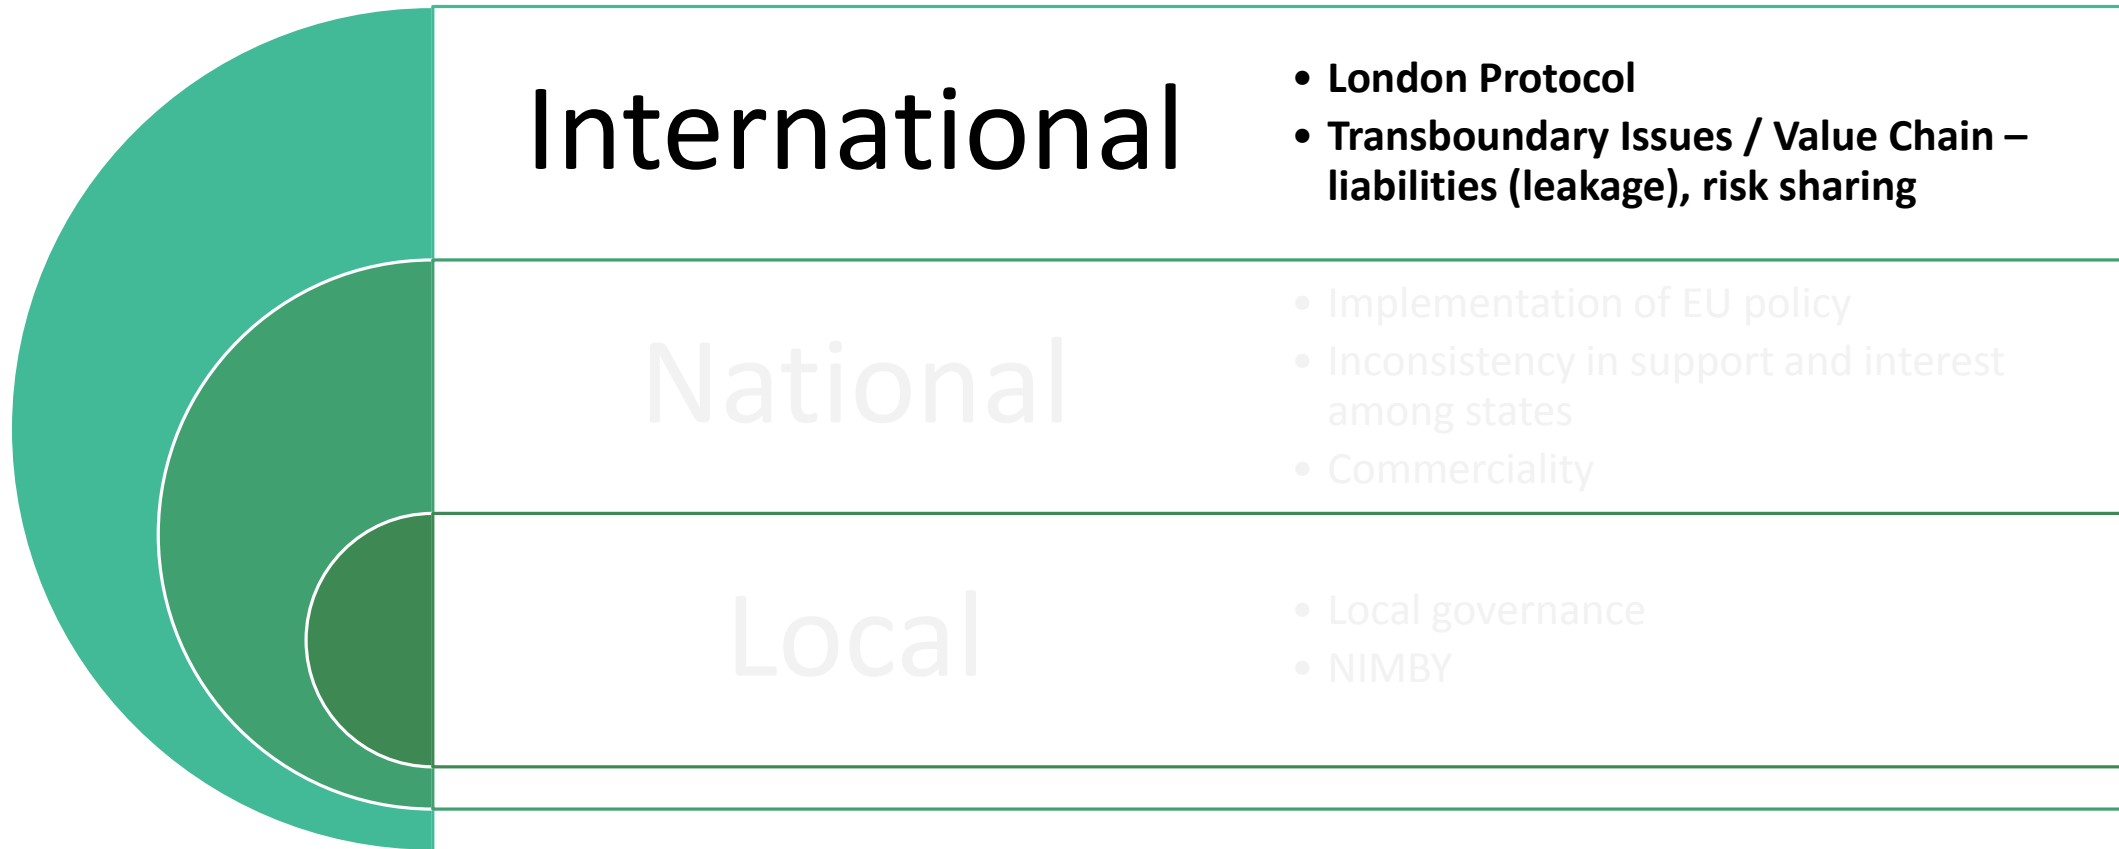 International
• London Protocol
• Transboundary Issues / Value Chain –
liabilities (leakage), risk sharing
National
• Implementation of EU policy
• Inconsistency in support and interest
among states
• Commerciality
Local
• Local governance
• NIMBY